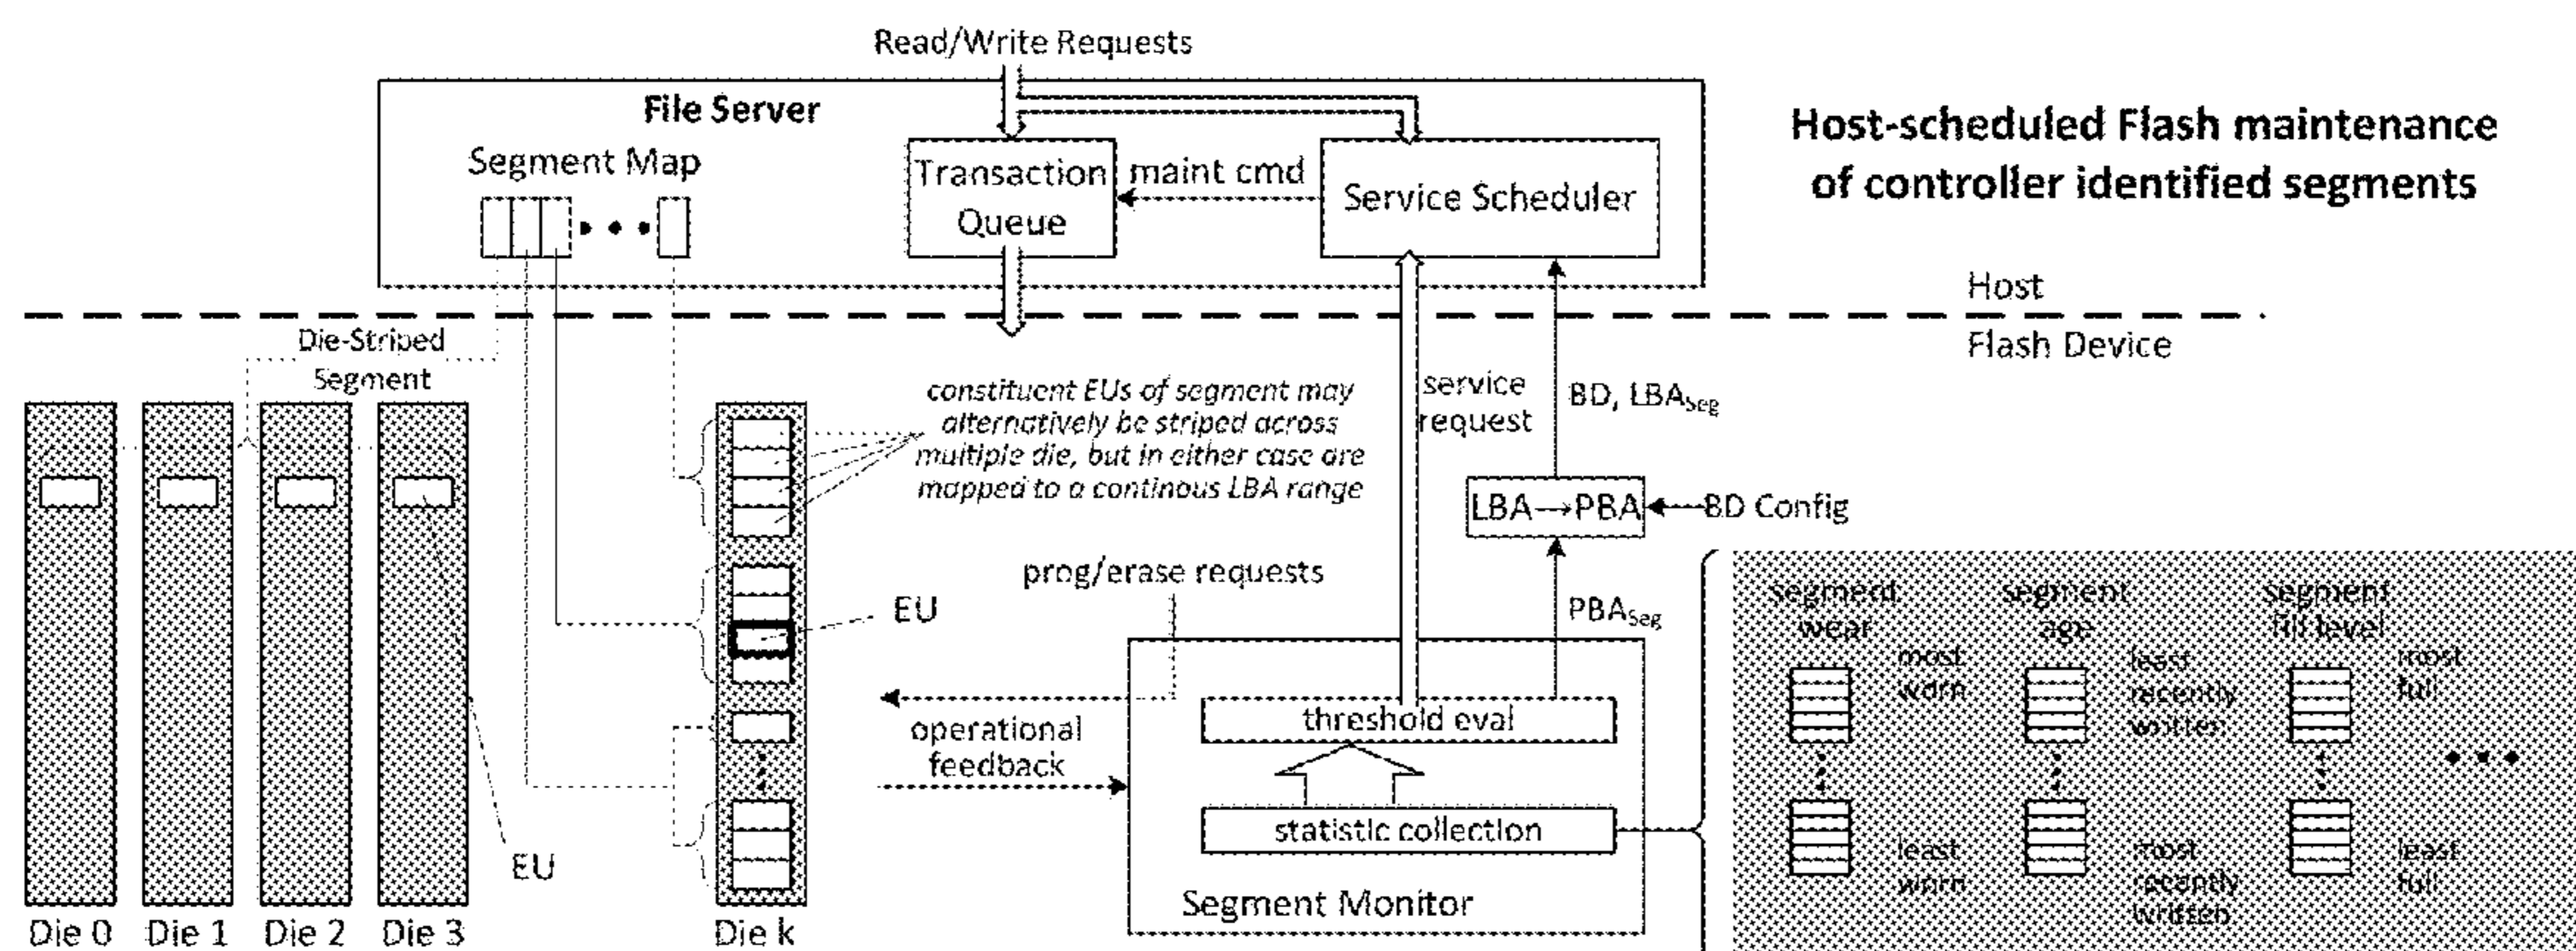 Read/Write Requests
File Server
Host-scheduled Flash maintenance
of controller identified segments
Segment Map
Transaction
Queue
maint cmd
Service Scheduler
Host
Flash Device
Die-Striped
Segment
constituent EUs of segment may
alternatively be striped across
multiple die, but in either case are
mapped to a continous LBA range
service
request
BD, LBASeg
LBA→PBA
BD Config
prog/erase requests
EU
PBASeg
segment
wear
segment
age
segment
fill level
most
worn
least
recently
written
most
full
threshold eval
operational
feedback
statistic collection
least
worn
most
recently
written
least
full
EU
Segment Monitor
Die 0
Die 1
Die 2
Die 3
Die k